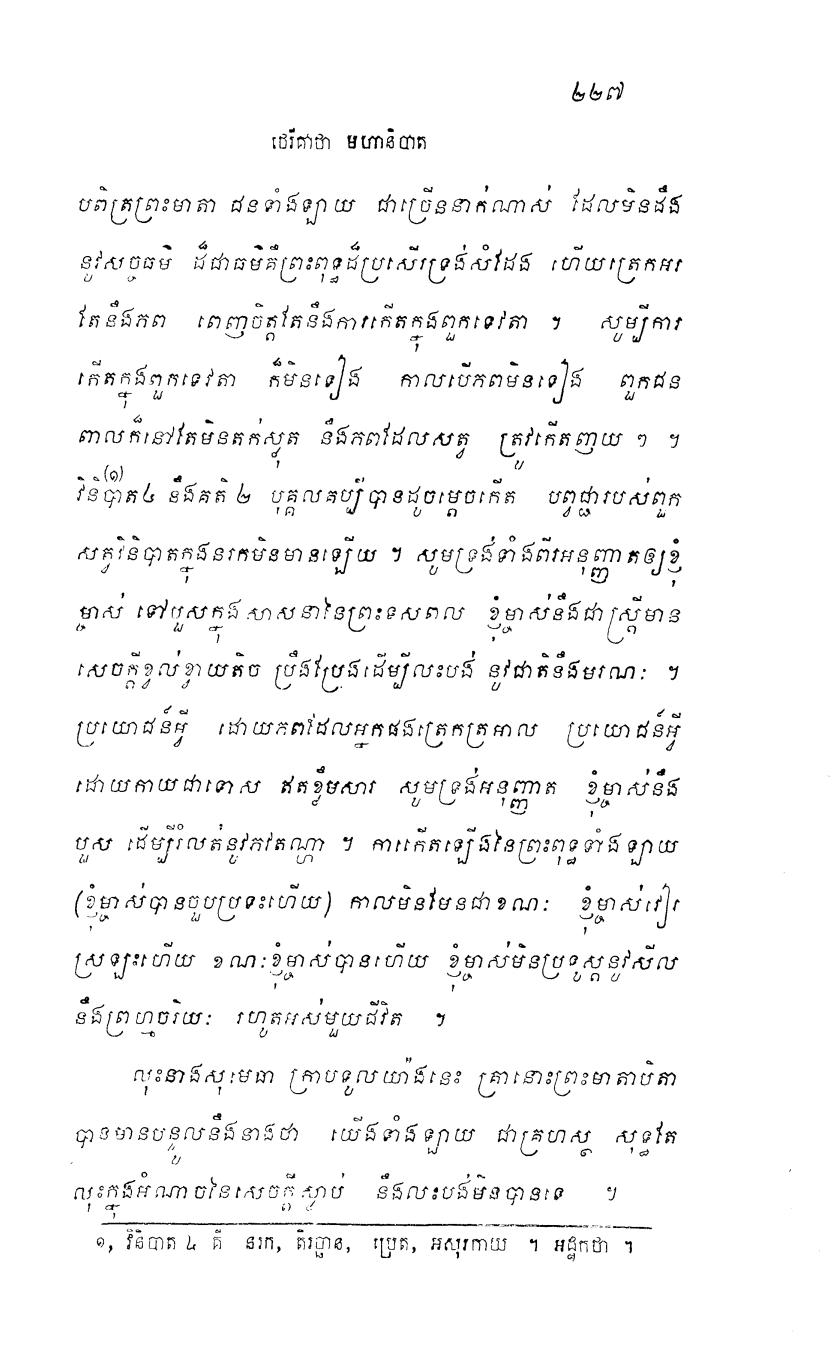 ២២៧
ថេរីគាថា មហានិបាត
បពិត្រព្រះមាតា ជនទាំងឡាយ ជាច្រើននាក់ណាស់ ដែលមិនដឹង
នូវសច្ចធម៌ ដ៏ជាធម៌គឺព្រះពុទ្ធដ៏ប្រសើរទ្រង់សំដែង ហើយត្រេកអរ
តែនឹងភព ពេញចិត្តតែនឹងការកើតក្នុងពួកទេវតា ។ សូម្បីការ
កើតក្នុងពួកទេវតា ក៏មិនទៀង កាលបើភពមិនទៀង ពួកជន
ពាលក៏នៅតែមិនតក់ស្លុត នឹងភពដែលសត្វ ត្រូវកើតញយ ៗ ។
វិនិបាត(១)៤ នឹងគតិ ២ បុគ្គលគប្បីបានដូចម្តេចកើត បព្វជ្ជារបស់ពួក
សត្វវិនិបាតក្នុងនរកមិនមានឡើយ ។ សូមទ្រង់ទាំងពីរអនុញ្ញាតឲ្យខ្ញុំ
ម្ចាស់ ទៅបួសក្នុងសាសនានៃព្រះទសពល ខ្ញុំម្ចាស់នឹងជាស្ត្រីមាន
សេចក្តីខ្វល់ខ្វាយតិច ប្រឹងប្រែងដើម្បីលះបង់ នូវជាតិនឹងមរណៈ ។
ប្រយោជន៍អ្វី ដោយភពដែលអ្នកផងត្រេកត្រអាល ប្រយោជន៍អ្វី
ដោយកាយជាទោស ឥតខ្លឹមសារ សូមទ្រង់អនុញ្ញាត ខ្ញុំម្ចាស់នឹង
បួស ដើម្បីរំលត់នូវភវតណ្ហា ។ ការកើតឡើងនៃព្រះពុទ្ធទាំងឡាយ
(ខ្ញុំម្ចាស់បានចួបប្រទះហើយ) កាលមិនមែនជាខណៈ ខ្ញុំម្ចាស់វៀរ
ស្រឡះហើយ ខណៈខ្ញុំម្ចាស់បានហើយ ខ្ញុំម្ចាស់មិនប្រទូស្តនូវសីល
នឹងព្រហ្មចរិយៈ រហូតអស់មួយជីវិត ។
លុះនាងសុមេធា ក្រាបទូលយ៉ាងនេះ គ្រានោះព្រះមាតាបិតា
បានមានបន្ទូលនឹងនាងថា យើងទាំងឡាយ ជាគ្រហស្ថ សុទ្ធតែ
លុះក្នុងអំណាចនៃសេចក្តីស្លាប់ នឹងលះបង់មិនបានទេ ។
១, វិនិបាត ៤ គឺ នរក, តិរច្ឆាន, ប្រេត, អសុរកាយ ។ អដ្ឋកថា ។